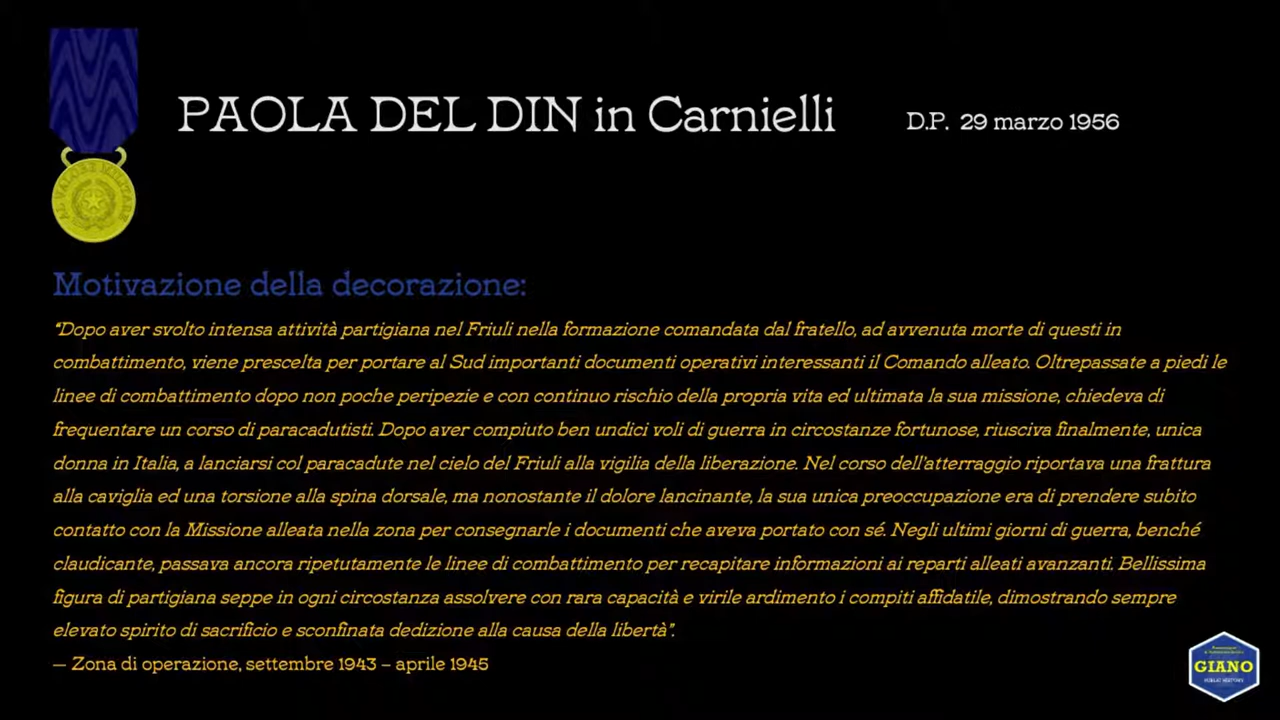 PAOLA DEL DIN in Carnielli
D.P. 29 marzo 1956
AL VALORE MILITARE
Motivazione della decorazione:
"Dopo aver svolto intensa attività partigiana nel Friuli nella formazione comandata dal fratello, ad avvenuta morte di questi in
combattimento, viene prescelta per portare al Sud importanti documenti operativi interessanti il Comando alleato. Oltrepassate a piedi le
linee di combattimento dopo non poche peripezie e con continuo rischio della propria vita ed ultimata la sua missione, chiedeva di
frequentare un corso di paracadutisti. Dopo aver compiuto ben undici voli di guerra in circostanze fortunose, riusciva finalmente, unica
donna in Italia, a lanciarsi col paracadute nel cielo del Friuli alla vigilia della liberazione. Nel corso dell'atterraggio riportava una frattura
alla caviglia ed una torsione alla spina dorsale, ma nonostante il dolore lancinante, la sua unica preoccupazione era di prendere subito
contatto con la Missione alleata nella zona per consegnarle i documenti che aveva portato con sé. Negli ultimi giorni di guerra, benché
claudicante, passava ancora ripetutamente le linee di combattimento per recapitare informazioni ai reparti alleati avanzanti. Bellissima
figura di partigiana seppe in ogni circostanza assolvere con rara capacità e virile ardimento i compiti affidatile, dimostrando sempre
elevato spirito di sacrificio e sconfinata dedizione alla causa della libertà".
— Zona di operazione, settembre 1943 – aprile 1945
GIANO
PUBLIC HISTORY